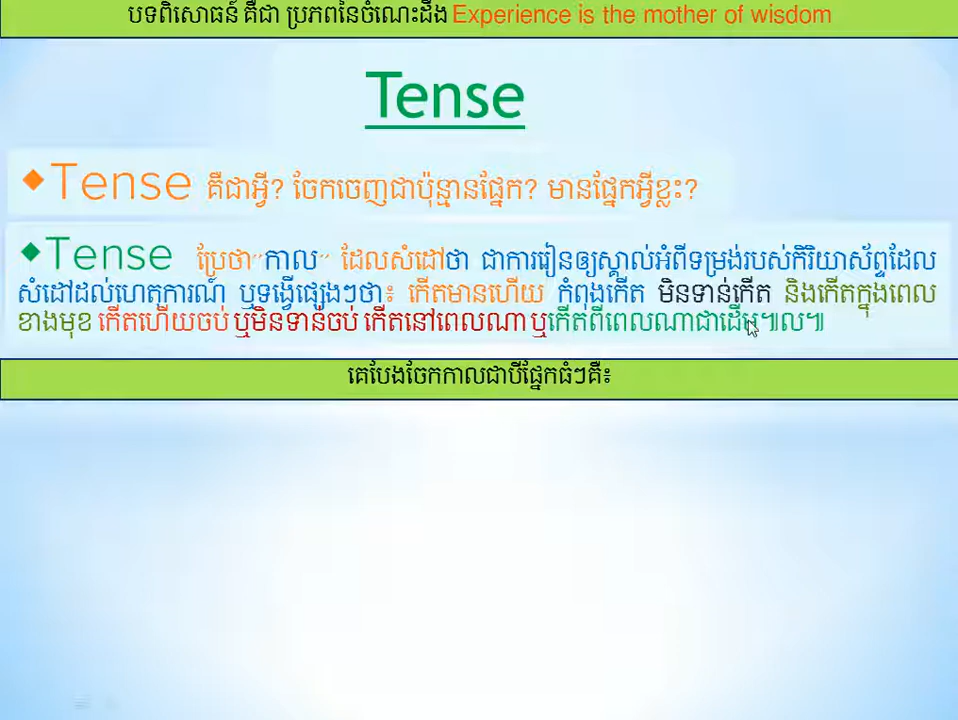 បទពិសោធន៍ គឺជា ប្រភពនៃចំណេះដឹង Experience is the mother of wisdom
Tense
Tense គឺជាអ្វី? ចែកចេញជាប៉ុន្មានផ្នែក? មានផ្នែកអ្វីខ្លះ?
Tense ប្រែថា"កាល" ដែលសំដៅថា ជាការរៀនឲ្យស្គាល់អំពីទម្រង់របស់កិរិយាស័ព្ទដែល
សំដៅដល់ហេតុការណ៍ ឬទង្វើផ្សេងៗថា៖ កើតមានហើយ កំពុងកើត មិនទាន់កើត និងកើតក្នុងពេល
ខាងមុខ កើតហើយចប់ ឬមិនទាន់ចប់ កើតនៅពេលណា ឬកើតពីពេលណាជាដើម៕ល៕
គេបែងចែកកាលជាបីផ្នែកធំៗគឺ៖